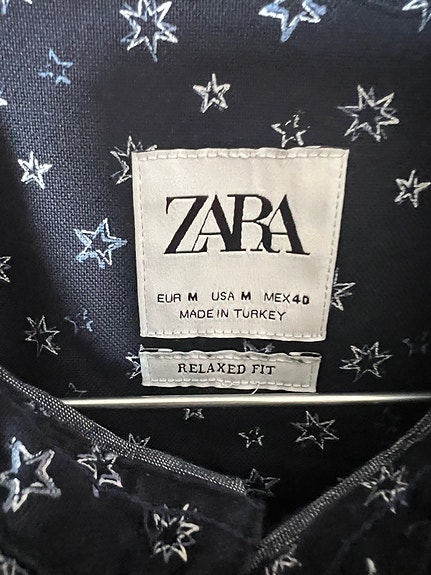 ZARA
EUR M USA M MEX 40
MADE IN TURKEY
RELAXED FIT